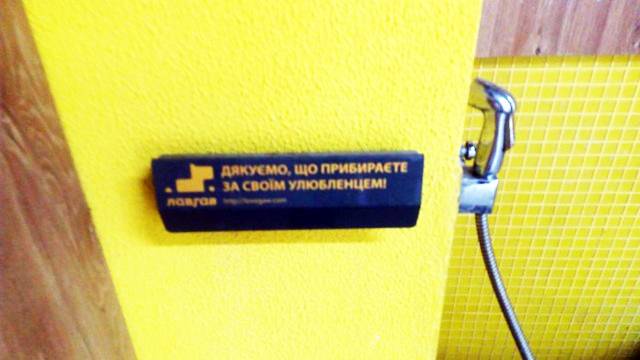 ДЯКУЄМО, ЩО ПРИБИРАЄТЕ
ЗА СВОЇМ УЛЮБЛЕНЦЕМ!
лавгав